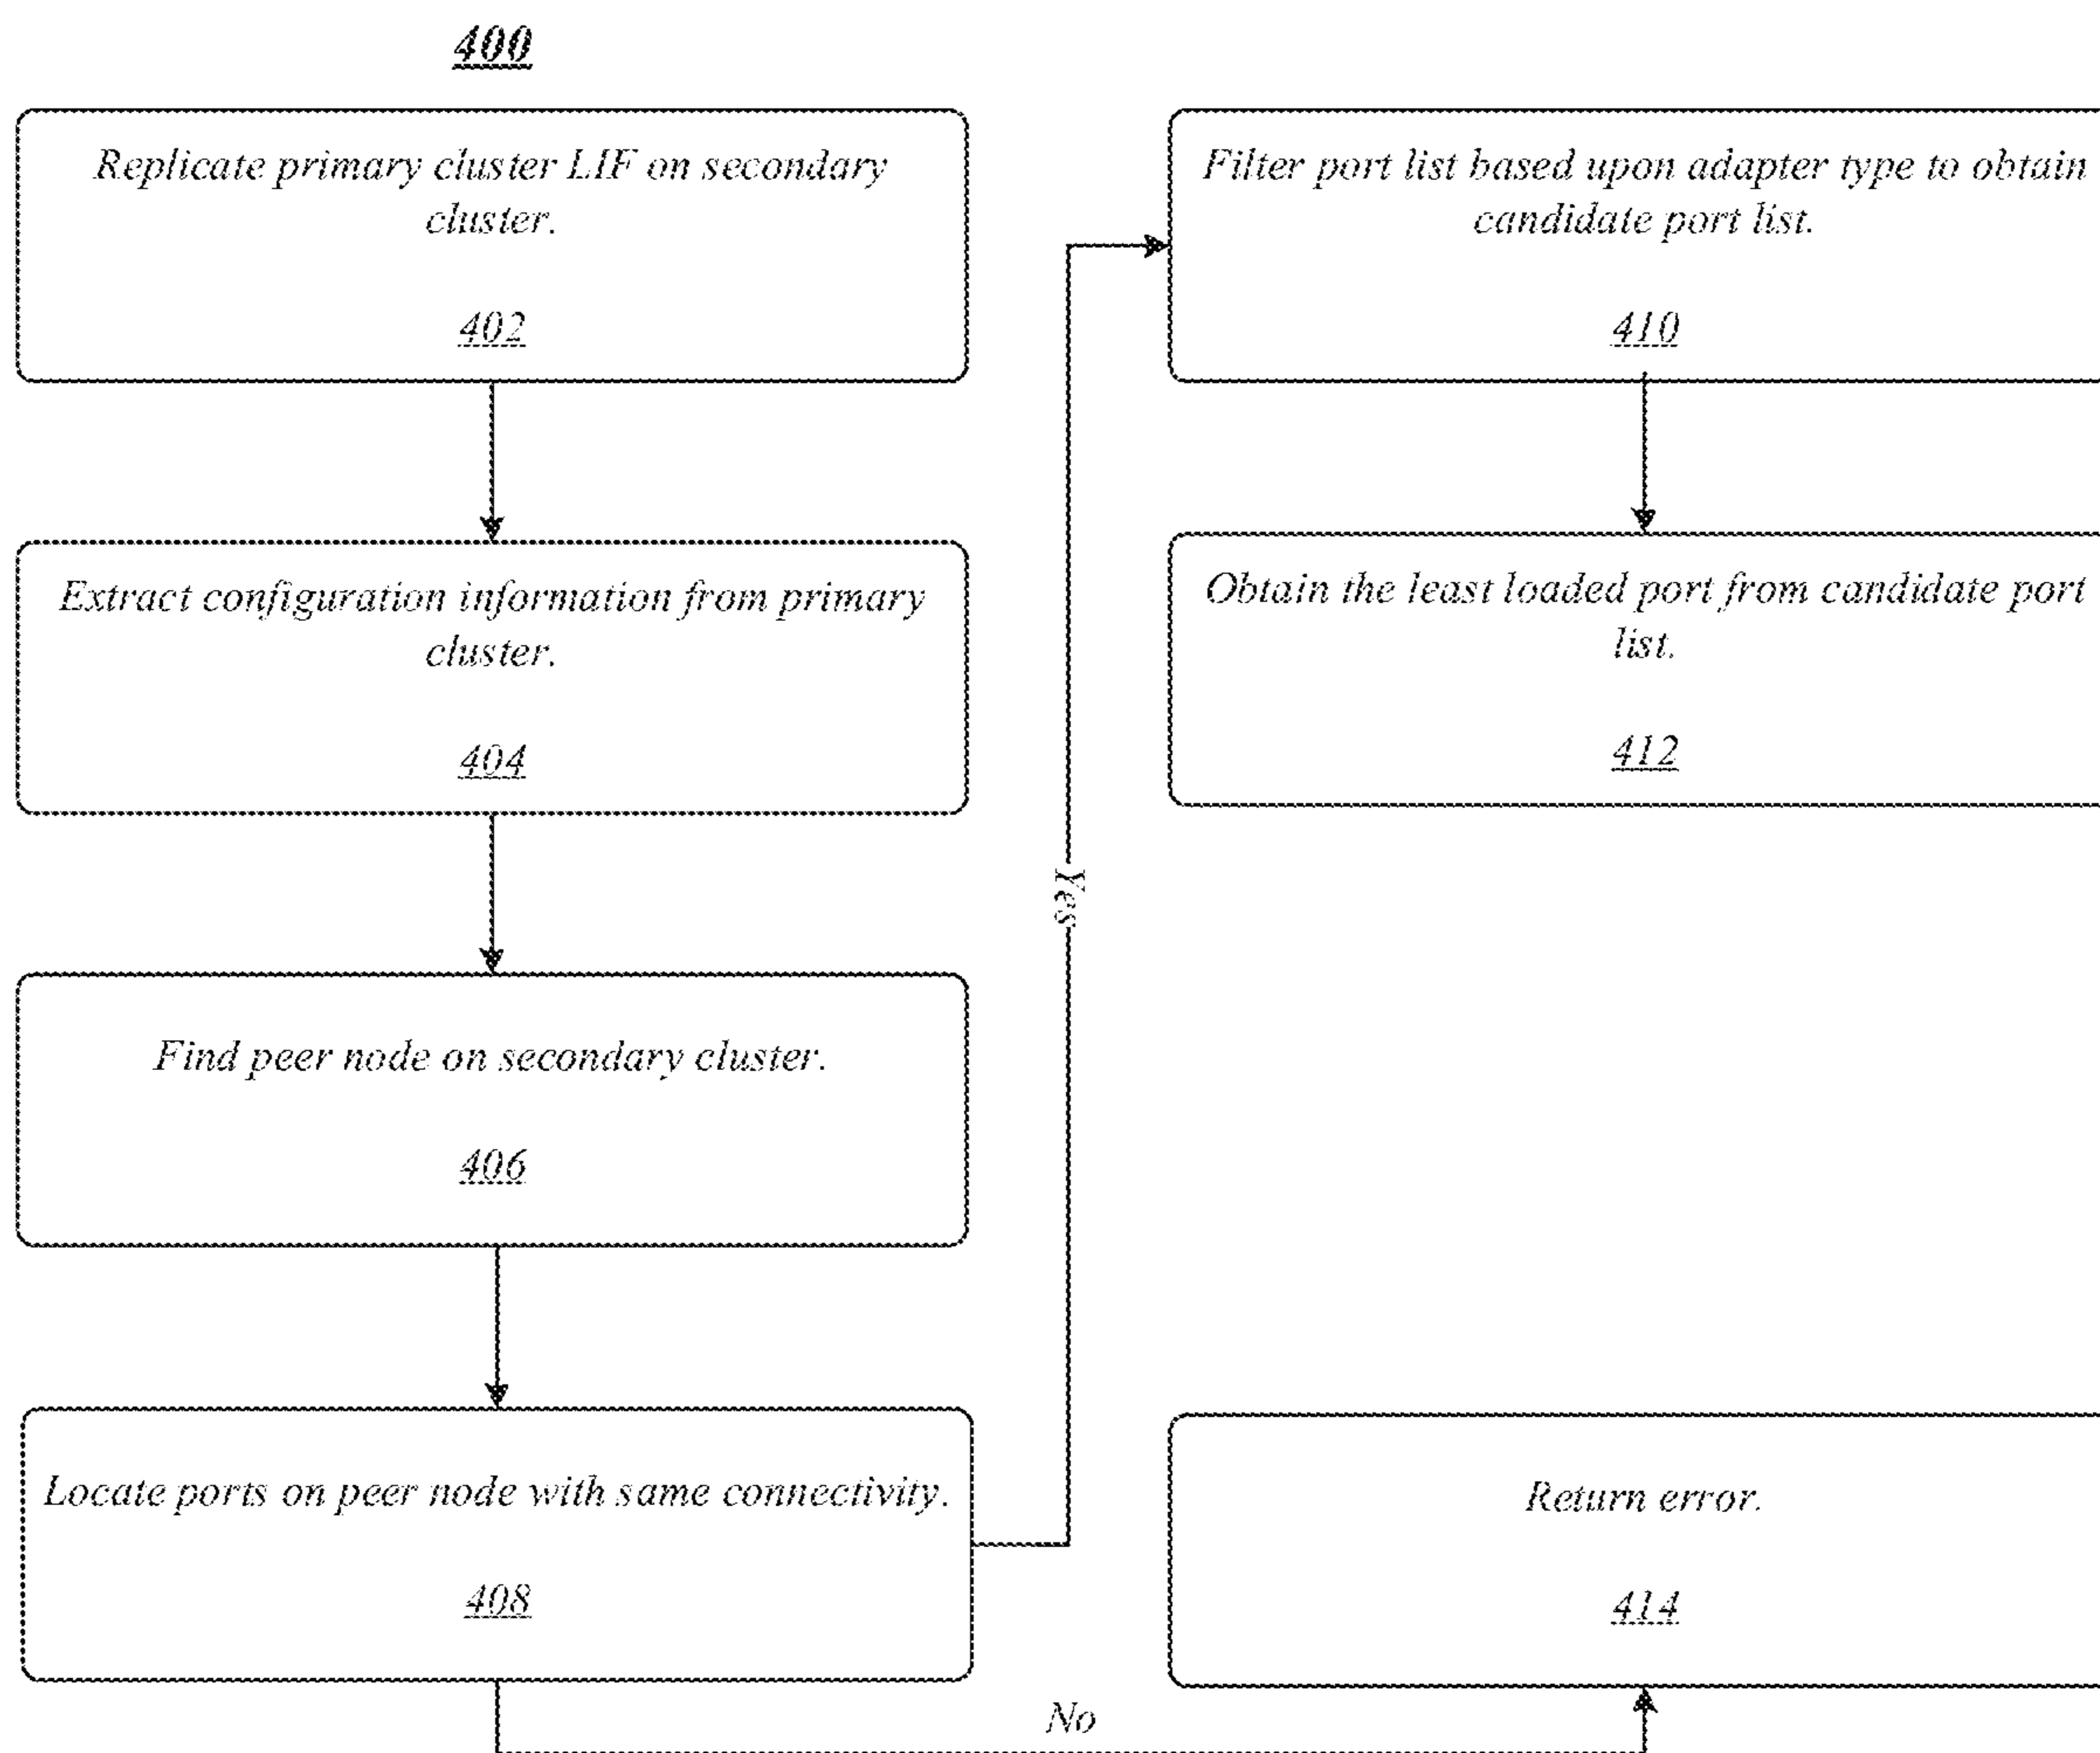 400
Replicate primary cluster LIF on secondary
cluster.
402
Extract configuration information from primary
cluster.
404
Find peer node on secondary cluster.
406
Locate ports on peer node with same connectivity.
408
Yes
No
Filter port list based upon adapter type to obtain
candidate port list.
410
Obtain the least loaded port from candidate port
list.
412
Return error.
414